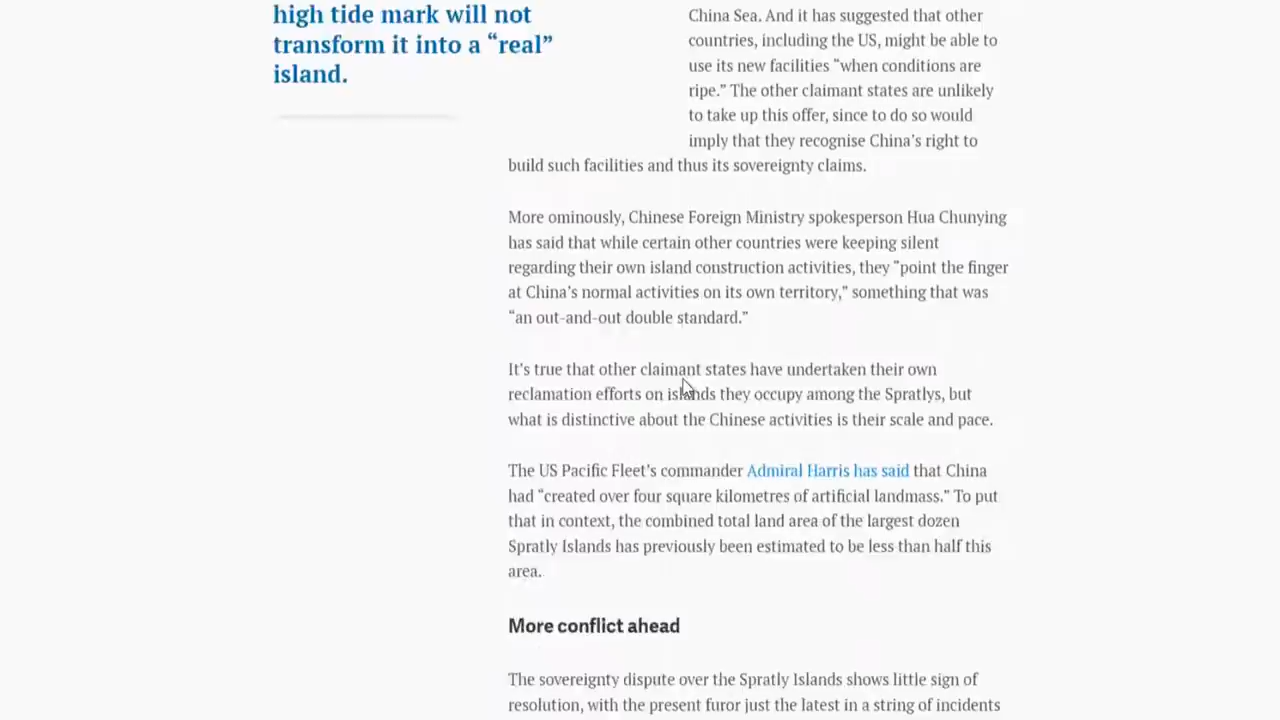 high tide mark will not
transform it into a “real”
island.
China Sea. And it has suggested that other
countries, including the US, might be able to
use its new facilities “when conditions are
ripe.” The other claimant states are unlikely
to take up this offer, since to do so would
imply that they recognise China’s right to
build such facilities and thus its sovereignty claims.
More ominously, Chinese Foreign Ministry spokesperson Hua Chunying
has said that while certain other countries were keeping silent
regarding their own island construction activities, they “point the finger
at China’s normal activities on its own territory,” something that was
“an out-and-out double standard.”
It’s true that other claimant states have undertaken their own
reclamation efforts on islands they occupy among the Spratlys, but
what is distinctive about the Chinese activities is their scale and pace.
The US Pacific Fleet’s commander Admiral Harris has said that China
had “created over four square kilometres of artificial landmass.” To put
that in context, the combined total land area of the largest dozen
Spratly Islands has previously been estimated to be less than half this
area.
More conflict ahead
The sovereignty dispute over the Spratly Islands shows little sign of
resolution, with the present furor just the latest in a string of incidents